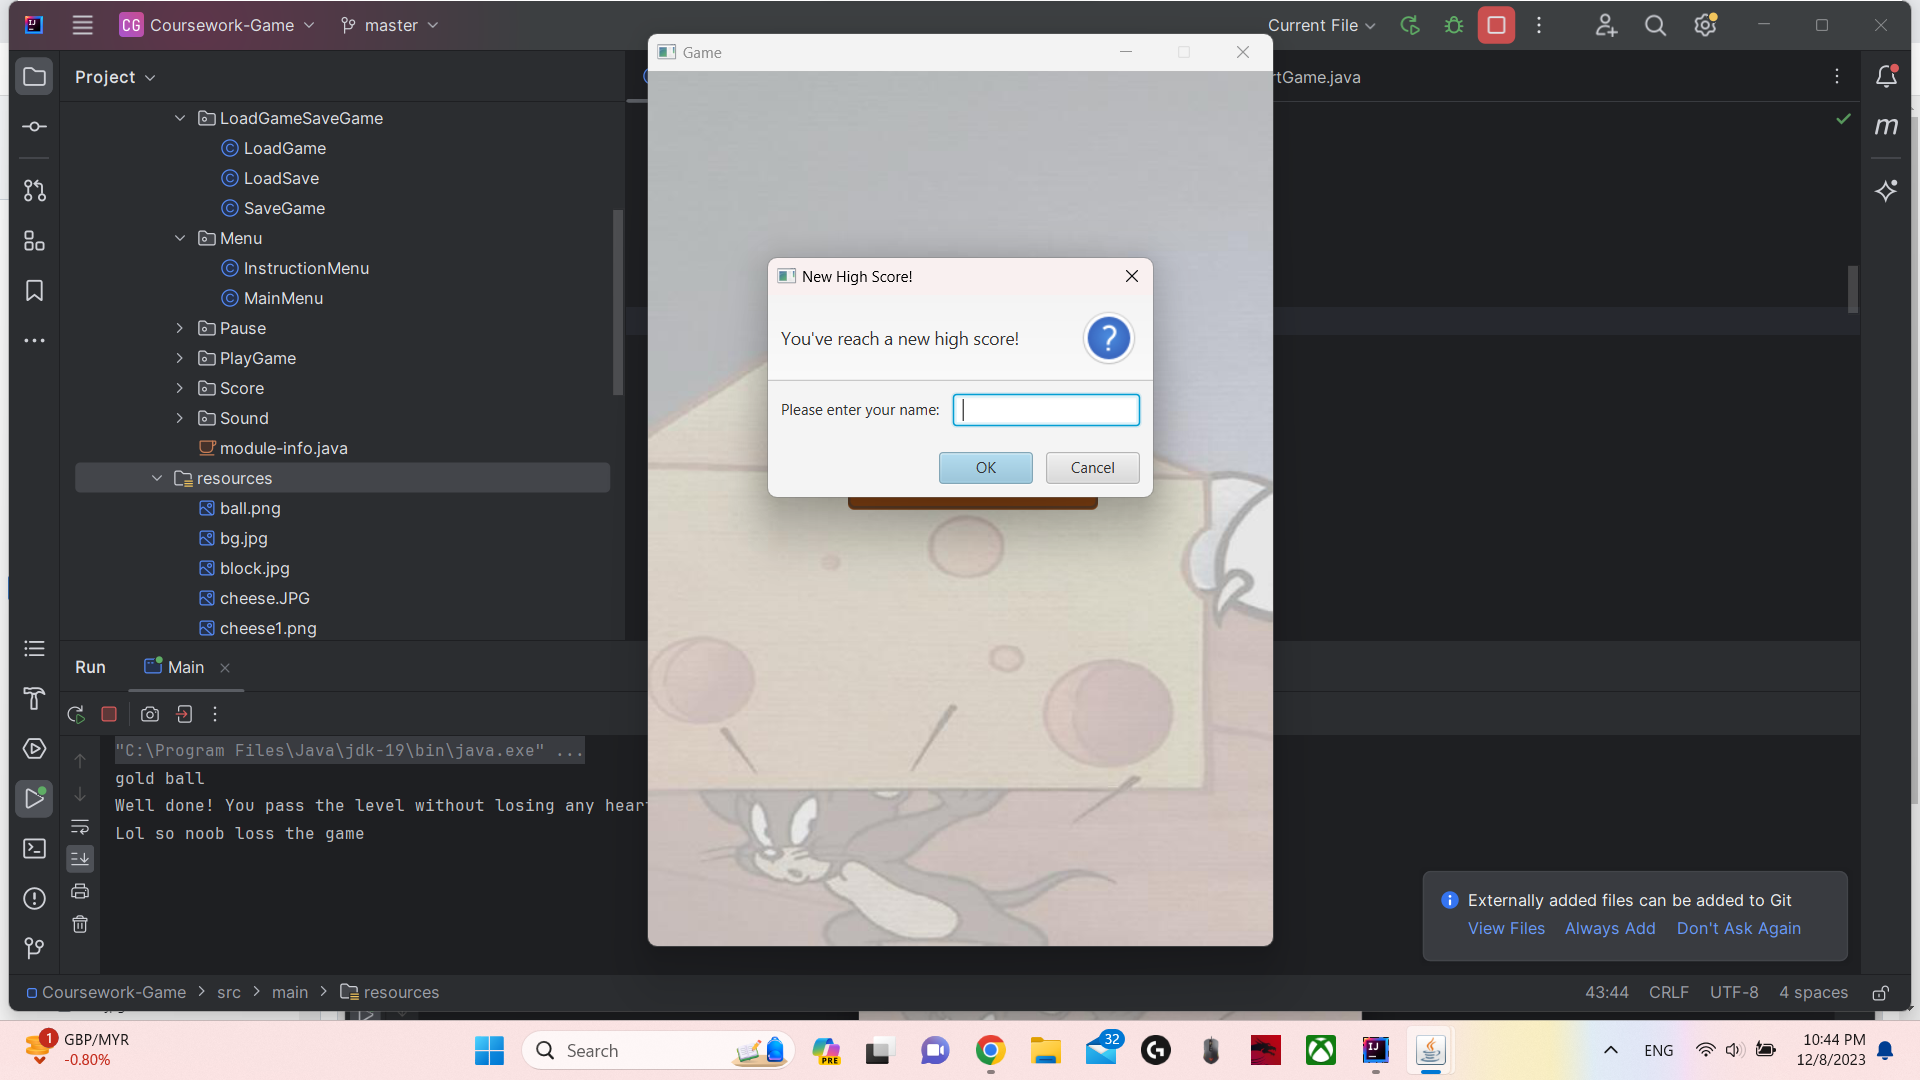 CG Coursework-Game
master
Current File
Project
Game
rtGame.java
LoadGameSaveGame
LoadGame
LoadSave
SaveGame
Menu
InstructionMenu
MainMenu
Pause
PlayGame
Score
Sound
module-info.java
resources
ball.png
bg.jpg
block.jpg
cheese.JPG
cheese1.png
New High Score!
You've reach a new high score!
?
Please enter your name:
OK
Cancel
Run
Main
"C:\Program Files\Java\jdk-19\bin\java.exe" ...
gold ball
Well done! You pass the level without losing any hear
Lol so noob loss the game
Externally added files can be added to Git
View Files Always Add Don't Ask Again
Coursework-Game > src > main > resources
43:44 CRLF UTF-8 4 spaces
1
GBP/MYR
-0.80%
Search
PRE
32
ENG
10:44 PM
12/8/2023